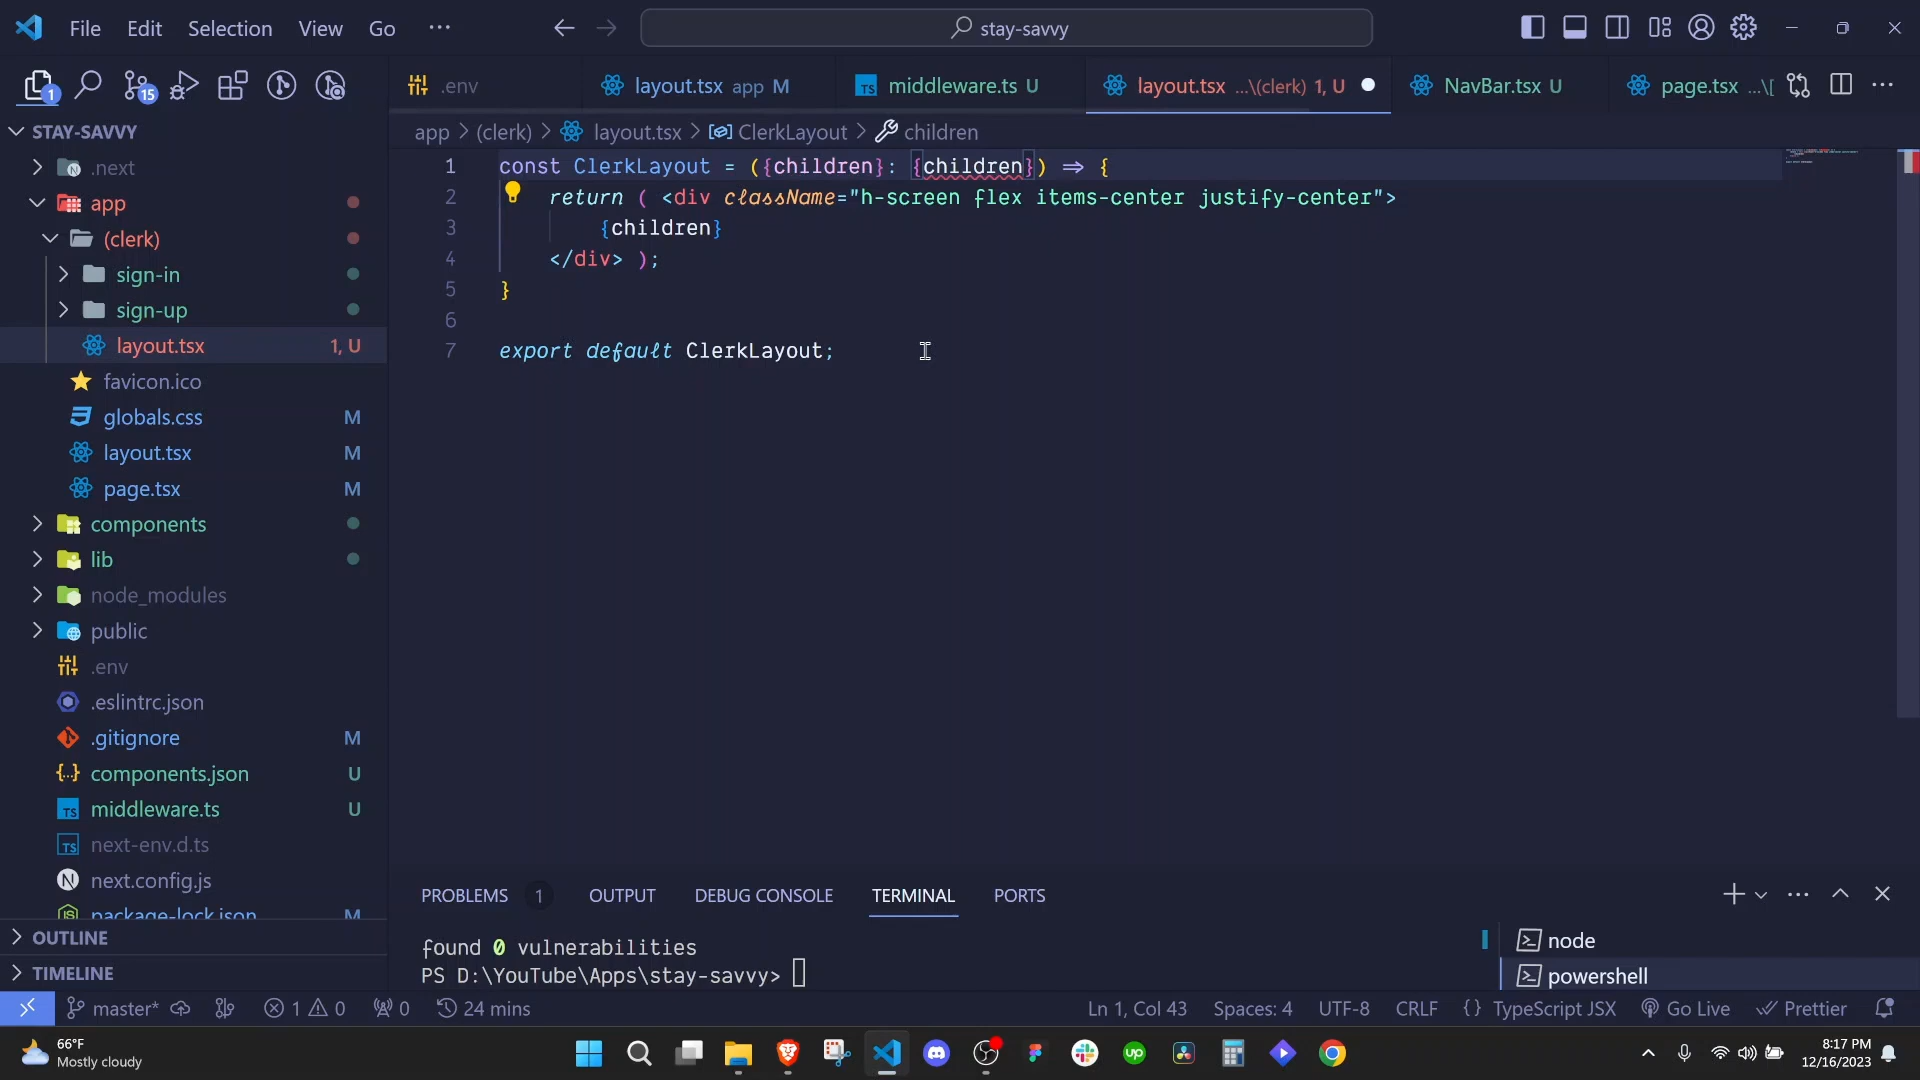 File Edit Selection View Go ···
stay-savvy
.env
layout.tsx app M
middleware.ts U
layout.tsx ...\(clerk) 1, U
NavBar.tsx U
page.tsx ...\[
1
15
STAY-SAVVY
.next
app
(clerk)
sign-in
sign-up
layout.tsx 1, U
favicon.ico
globals.css M
layout.tsx M
page.tsx M
components
lib
node_modules
public
.env
.eslintrc.json
.gitignore M
components.json U
middleware.ts U
next-env.d.ts
next.config.js
package-lock.json M
OUTLINE
TIMELINE
app > (clerk) > layout.tsx > ClerkLayout > children
1 const ClerkLayout = ({children}: {children}) => {
2 return ( <div className="h-screen flex items-center justify-center">
3 {children}
4 </div> );
5 }
6
7 export default ClerkLayout;
PROBLEMS 1 OUTPUT DEBUG CONSOLE TERMINAL PORTS
found 0 vulnerabilities
PS D:\YouTube\Apps\stay-savvy>
node
powershell
master* 1 0 0 24 mins
Ln 1, Col 43 Spaces: 4 UTF-8 CRLF {} TypeScript JSX Go Live Prettier
66°F
Mostly cloudy
up
8:17 PM
12/16/2023